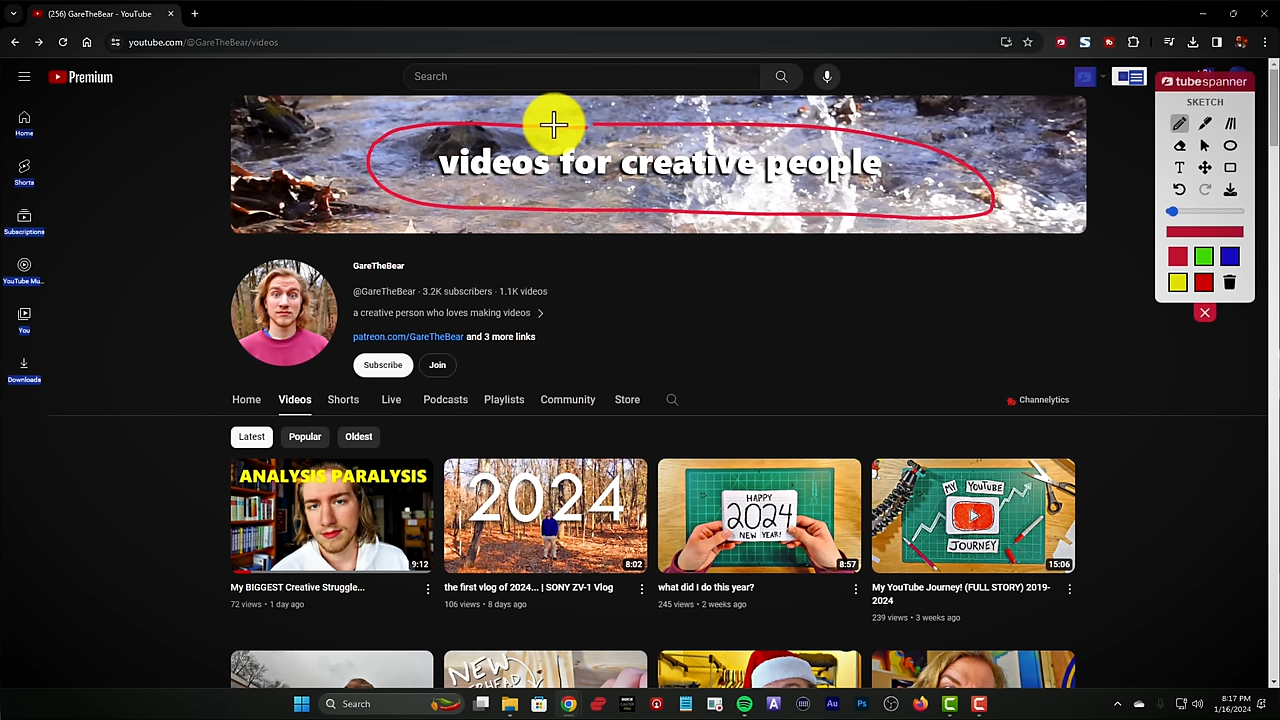 (256) GareTheBear - YouTube
youtube.com/@GareTheBear/videos
Premium
Search
tubespanner
SKETCH
T
Home
Shorts
Subscriptions
YouTube Mu...
You
Downloads
videos for creative people
GareTheBear
@GareTheBear · 3.2K subscribers · 1.1K videos
a creative person who loves making videos
patreon.com/GareTheBear and 3 more links
Subscribe Join
Home Videos Shorts Live Podcasts Playlists Community Store
Channelytics
Latest Popular Oldest
ANALYSIS PARALYSIS
9:12
2024
8:02
HAPPY
2024
NEW YEAR!
8:57
MY YOUTUBE
JOURNEY
15:06
My BIGGEST Creative Struggle...
72 views • 1 day ago
the first vlog of 2024... | SONY ZV-1 Vlog
106 views • 8 days ago
what did I do this year?
245 views • 2 weeks ago
My YouTube Journey! (FULL STORY) 2019-
2024
239 views • 3 weeks ago
NEW
Search
Au
Ps
8:17 PM
1/16/2024